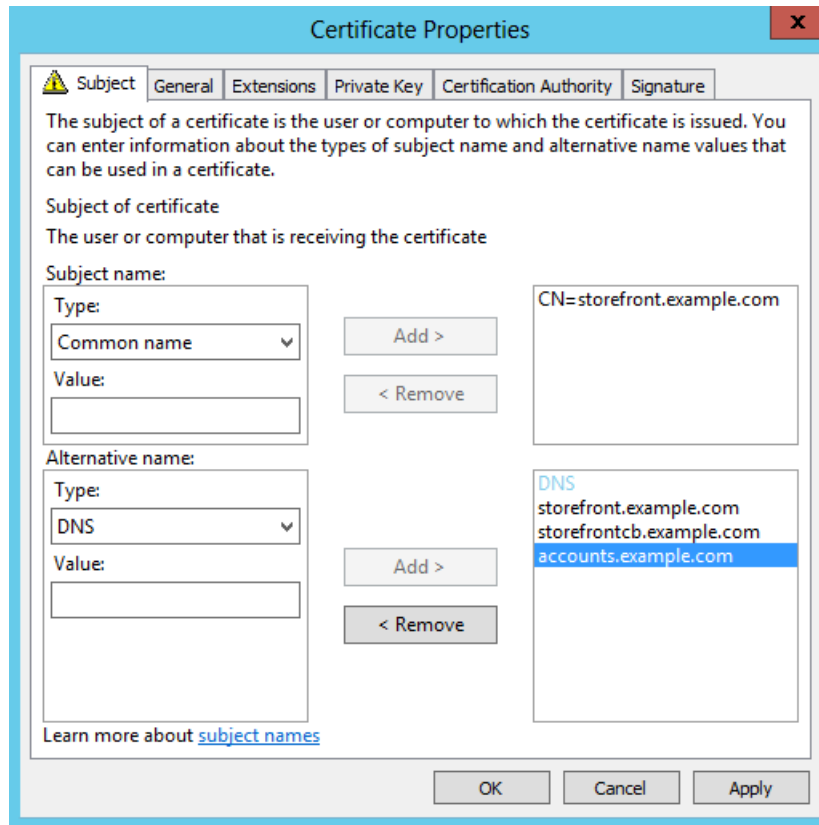 Certificate Properties
x
Subject General Extensions Private Key Certification Authority Signature
The subject of a certificate is the user or computer to which the certificate is issued. You
can enter information about the types of subject name and alternative name values that
can be used in a certificate.
Subject of certificate
The user or computer that is receiving the certificate
Subject name:
Type:
Common name
Value:
Add >
< Remove
CN=storefront.example.com
Alternative name:
Type:
DNS
Value:
Add >
< Remove
DNS
storefront.example.com
storefrontcb.example.com
accounts.example.com
Learn more about subject names
OK Cancel Apply